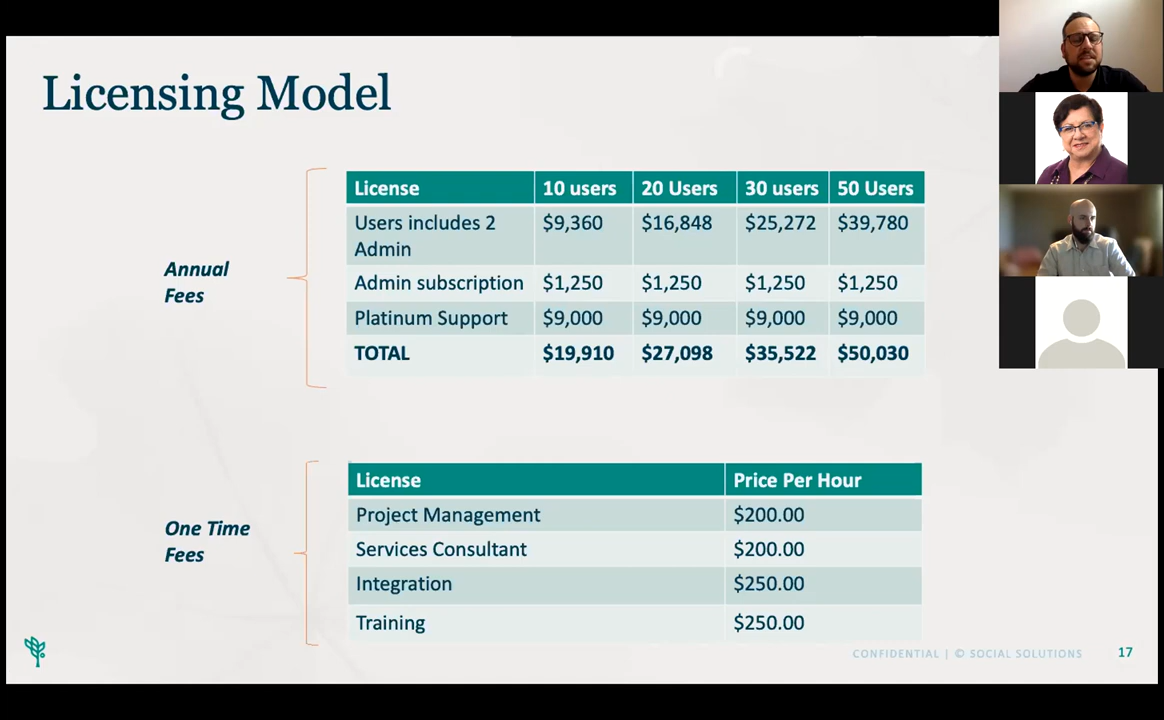 Licensing Model
Annual
Fees
License 10 users 20 Users 30 users 50 Users
Users includes 2
Admin $9,360 $16,848 $25,272 $39,780
Admin subscription $1,250 $1,250 $1,250 $1,250
Platinum Support $9,000 $9,000 $9,000 $9,000
TOTAL $19,910 $27,098 $35,522 $50,030
One Time
Fees
License Price Per Hour
Project Management $200.00
Services Consultant $200.00
Integration $250.00
Training $250.00
CONFIDENTIAL | © SOCIAL SOLUTIONS 17